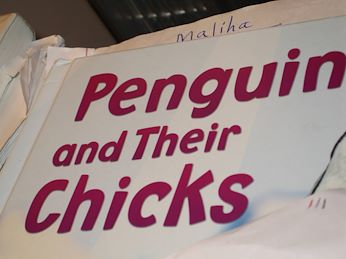 Maliha
Penguin
and Their
Chicks